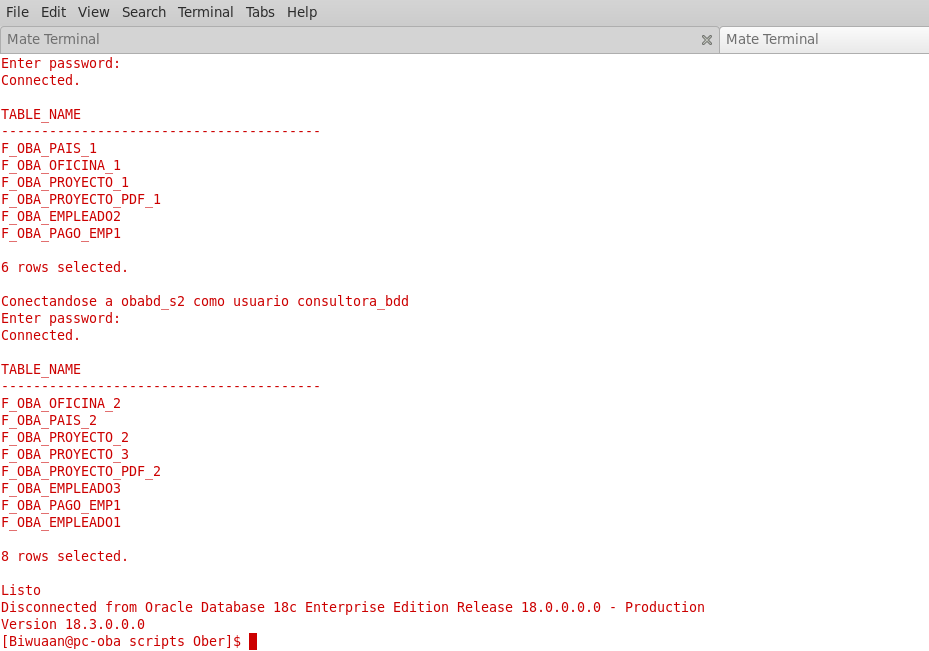 File Edit View Search Terminal Tabs Help
Mate Terminal
Mate Terminal
Enter password:
Connected.
TABLE_NAME
----------------------------------------
F_OBA_PAIS_1
F_OBA_OFICINA_1
F_OBA_PROYECTO_1
F_OBA_PROYECTO_PDF_1
F_OBA_EMPLEADO2
F_OBA_PAGO_EMP1
6 rows selected.
Conectandose a obabd_s2 como usuario consultora_bdd
Enter password:
Connected.
TABLE_NAME
----------------------------------------
F_OBA_OFICINA_2
F_OBA_PAIS_2
F_OBA_PROYECTO_2
F_OBA_PROYECTO_3
F_OBA_PROYECTO_PDF_2
F_OBA_EMPLEADO3
F_OBA_PAGO_EMP1
F_OBA_EMPLEADO1
8 rows selected.
Listo
Disconnected from Oracle Database 18c Enterprise Edition Release 18.0.0.0.0 - Production
Version 18.3.0.0.0
[Biwuaan@pc-oba scripts Ober]$